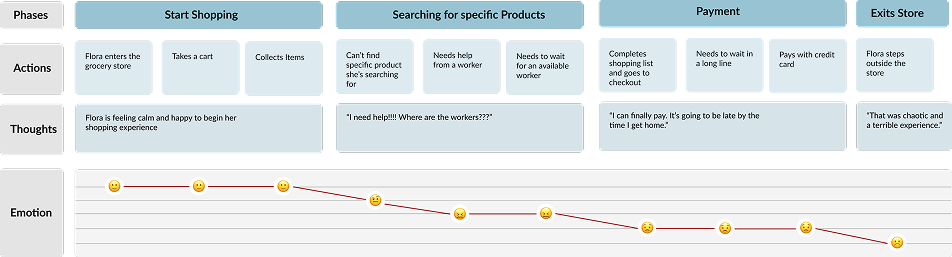 Phases
Start Shopping
Searching for specific Products
Payment
Exits Store
Actions
Flora enters the
grocery store
Takes a cart
Collects Items
Can't find
specific product
she's searching
for
Needs help
from a worker
Needs to wait
for an available
worker
Completes
shopping list
and goes to
checkout
Needs to wait in
a long line
Pays with credit
card
Flora steps
outside the
store
Thoughts
Flora is feeling calm and happy to begin her
shopping experience
"I need help!!!! Where are the workers???"
"I can finally pay. It's going to be late by the
time I get home."
"That was chaotic and
a terrible experience."
Emotion